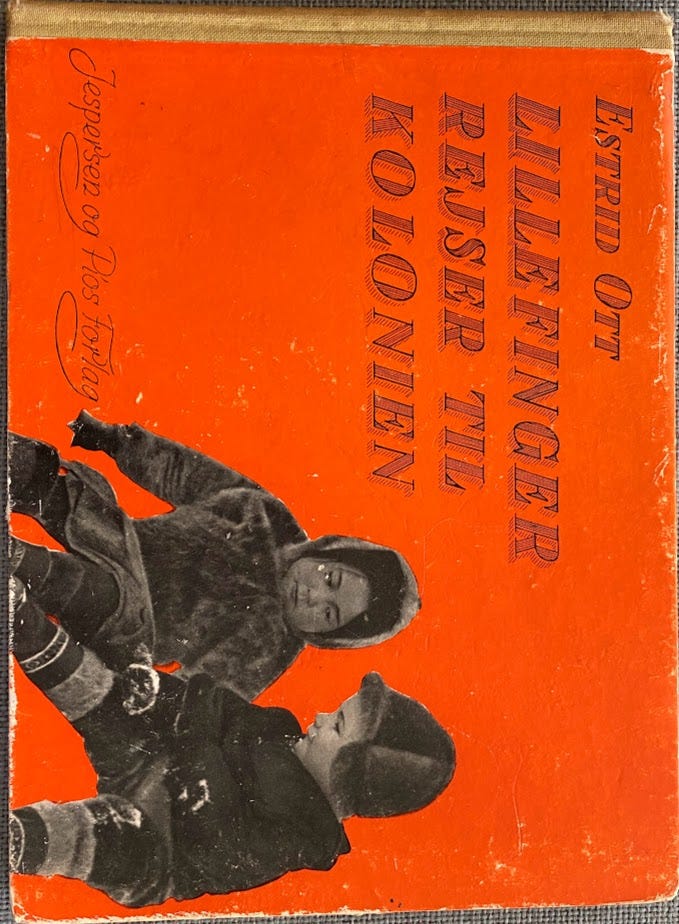 ESTRID OTT
LILLEFINGER
REJSER TIL
KOLONIEN
Jespersen og Pios Forlag